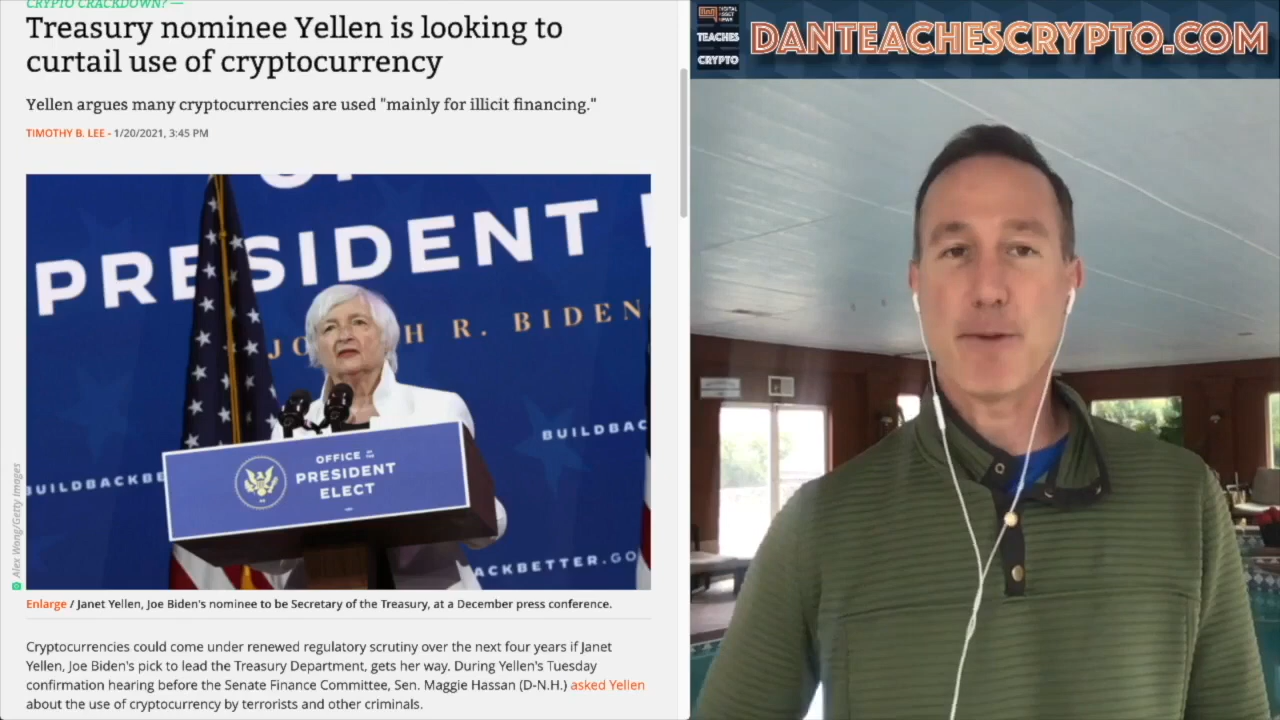 CRYPTO CRACKDOWN? —
Treasury nominee Yellen is looking to
curtail use of cryptocurrency
Yellen argues many cryptocurrencies are used "mainly for illicit financing."
TIMOTHY B. LEE - 1/20/2021, 3:45 PM
PRESIDENT
H R. BIDEN
BUILDBAC
UILDBACKBE
OFFICE OF THE
PRESIDENT
ELECT
ACKBETTER.GO
Alex Wong/Getty Images
Enlarge / Janet Yellen, Joe Biden's nominee to be Secretary of the Treasury, at a December press conference.
Cryptocurrencies could come under renewed regulatory scrutiny over the next four years if Janet
Yellen, Joe Biden's pick to lead the Treasury Department, gets her way. During Yellen's Tuesday
confirmation hearing before the Senate Finance Committee, Sen. Maggie Hassan (D-N.H.) asked Yellen
about the use of cryptocurrency by terrorists and other criminals.
DIGITAL
ASSET
NEWS
TEACHES
CRYPTO
DANTEACHESCRYPTO.COM